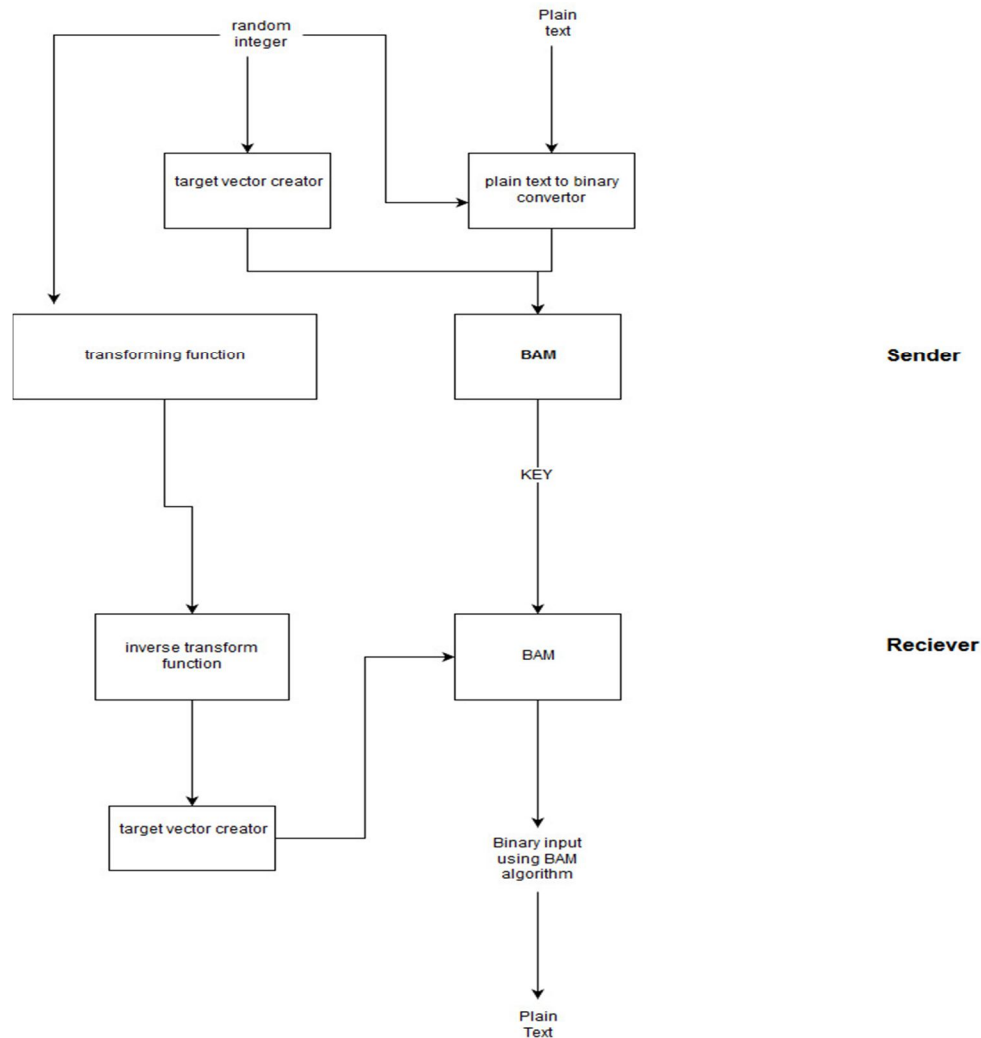 random
integer
Plain
text
target vector creator
plain text to binary
convertor
transforming function
BAM
Sender
KEY
inverse transform
function
BAM
Reciever
target vector creator
Binary input
using BAM
algorithm
Plain
Text